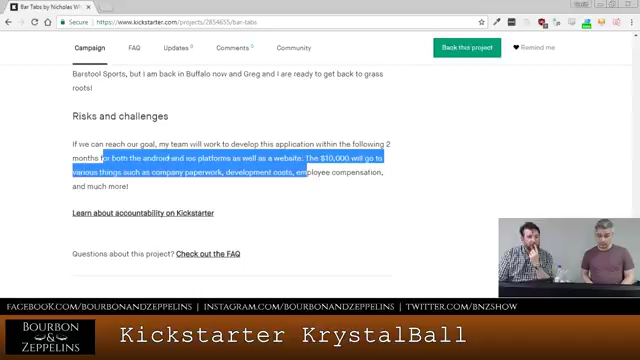 Bar Tabs by Nicholas W
Secure
https://www.kickstarter.com/projects/2854655/bar-tabs
Campaign
FAQ
Updates
Comments
Community
Back this project
Remind me
Barstool Sports, but I am back in Buffalo now and Greg and I are ready to get back to grass
roots!
Risks and challenges
If we can reach our goal, my team will work to develop this application within the following 2
months for both the android and ios platforms as well as a website. The $10,000 will go to
various things such as company paperwork, development costs, employee compensation,
and much more!
Learn about accountability on Kickstarter
Questions about this project? Check out the FAQ
FACEBOOK.COM/BOURBONANDZEPPELINS | INSTAGRAM.COM/BOURBONANDZEPPELINS | TWITTER.COM/BNZSHOW
BOURBON
&
ZEPPELINS
Kickstarter KrystalBall